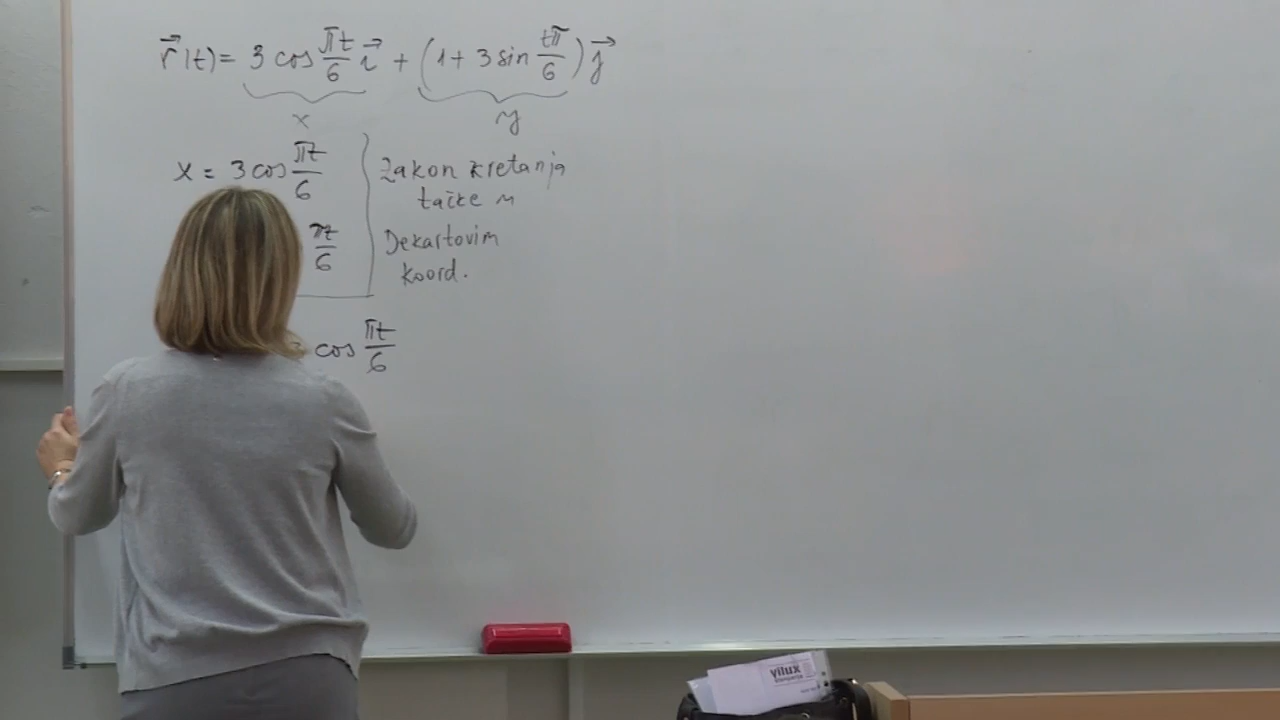 r⃗(t) = 3 cos πt/6 i⃗ + (1 + 3 sin tπ/6) j⃗
x y
x = 3 cos πt/6
Zakon kretanja
tačke u
πt/6
Dekartovim
koord.
cos πt/6
vilux